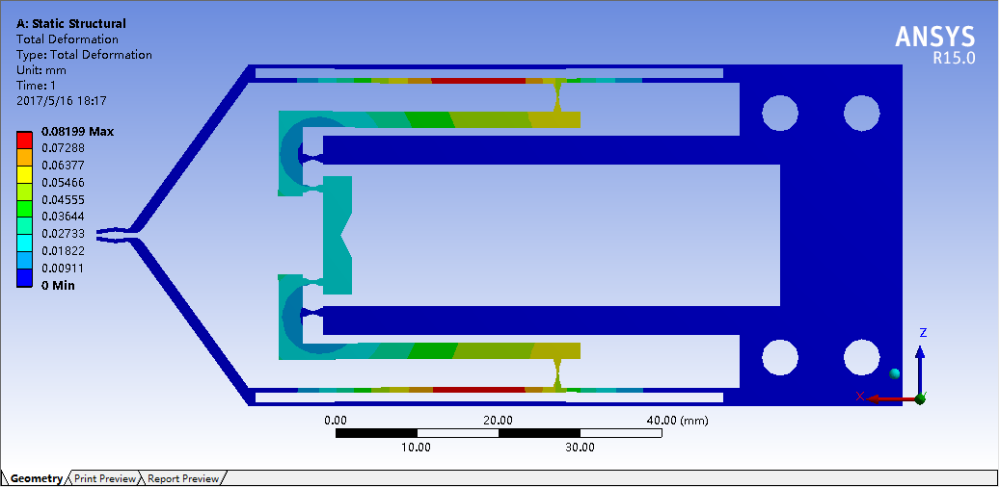 A: Static Structural
Total Deformation
Type: Total Deformation
Unit: mm
Time: 1
2017/5/16 18:17
ANSYS
R15.0
0.08199 Max
0.07288
0.06377
0.05466
0.04555
0.03644
0.02733
0.01822
0.00911
0 Min
Z
X
0.00 20.00 40.00 (mm)
10.00 30.00
Geometry Print Preview Report Preview